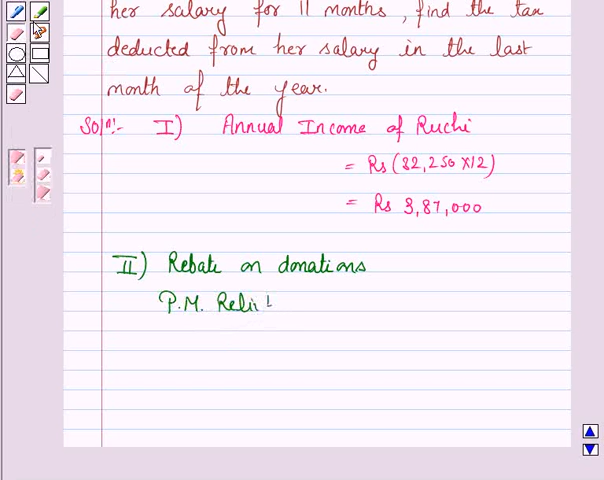 her salary for 11 months, find the tax
deducted from her salary in the last
month of the year.
Solⁿ:- I) Annual Income of Ruchi
= Rs (32,250 × 12)
= Rs 3,87,000
II) Rebate on donations
P.M. Reli